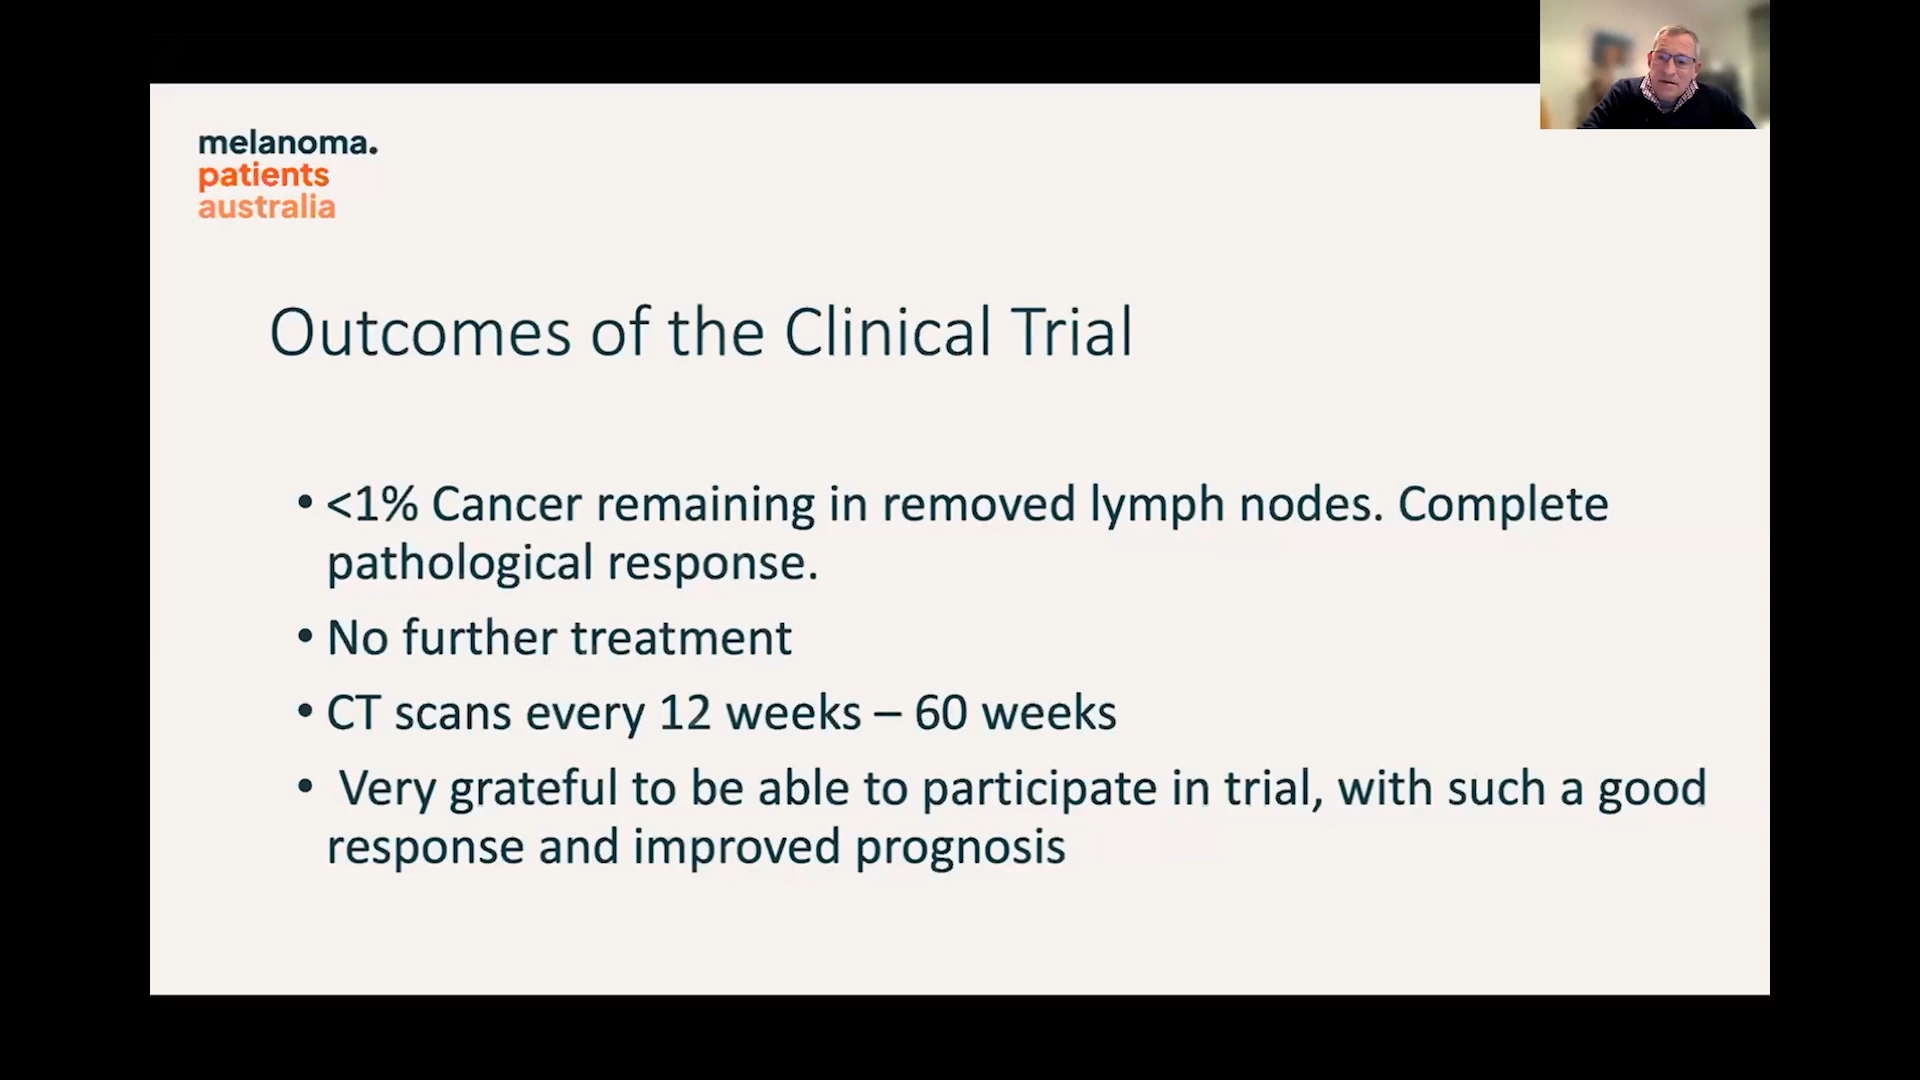 melanoma.
patients
australia
Outcomes of the Clinical Trial
• <1% Cancer remaining in removed lymph nodes. Complete
pathological response.
• No further treatment
• CT scans every 12 weeks – 60 weeks
• Very grateful to be able to participate in trial, with such a good
response and improved prognosis